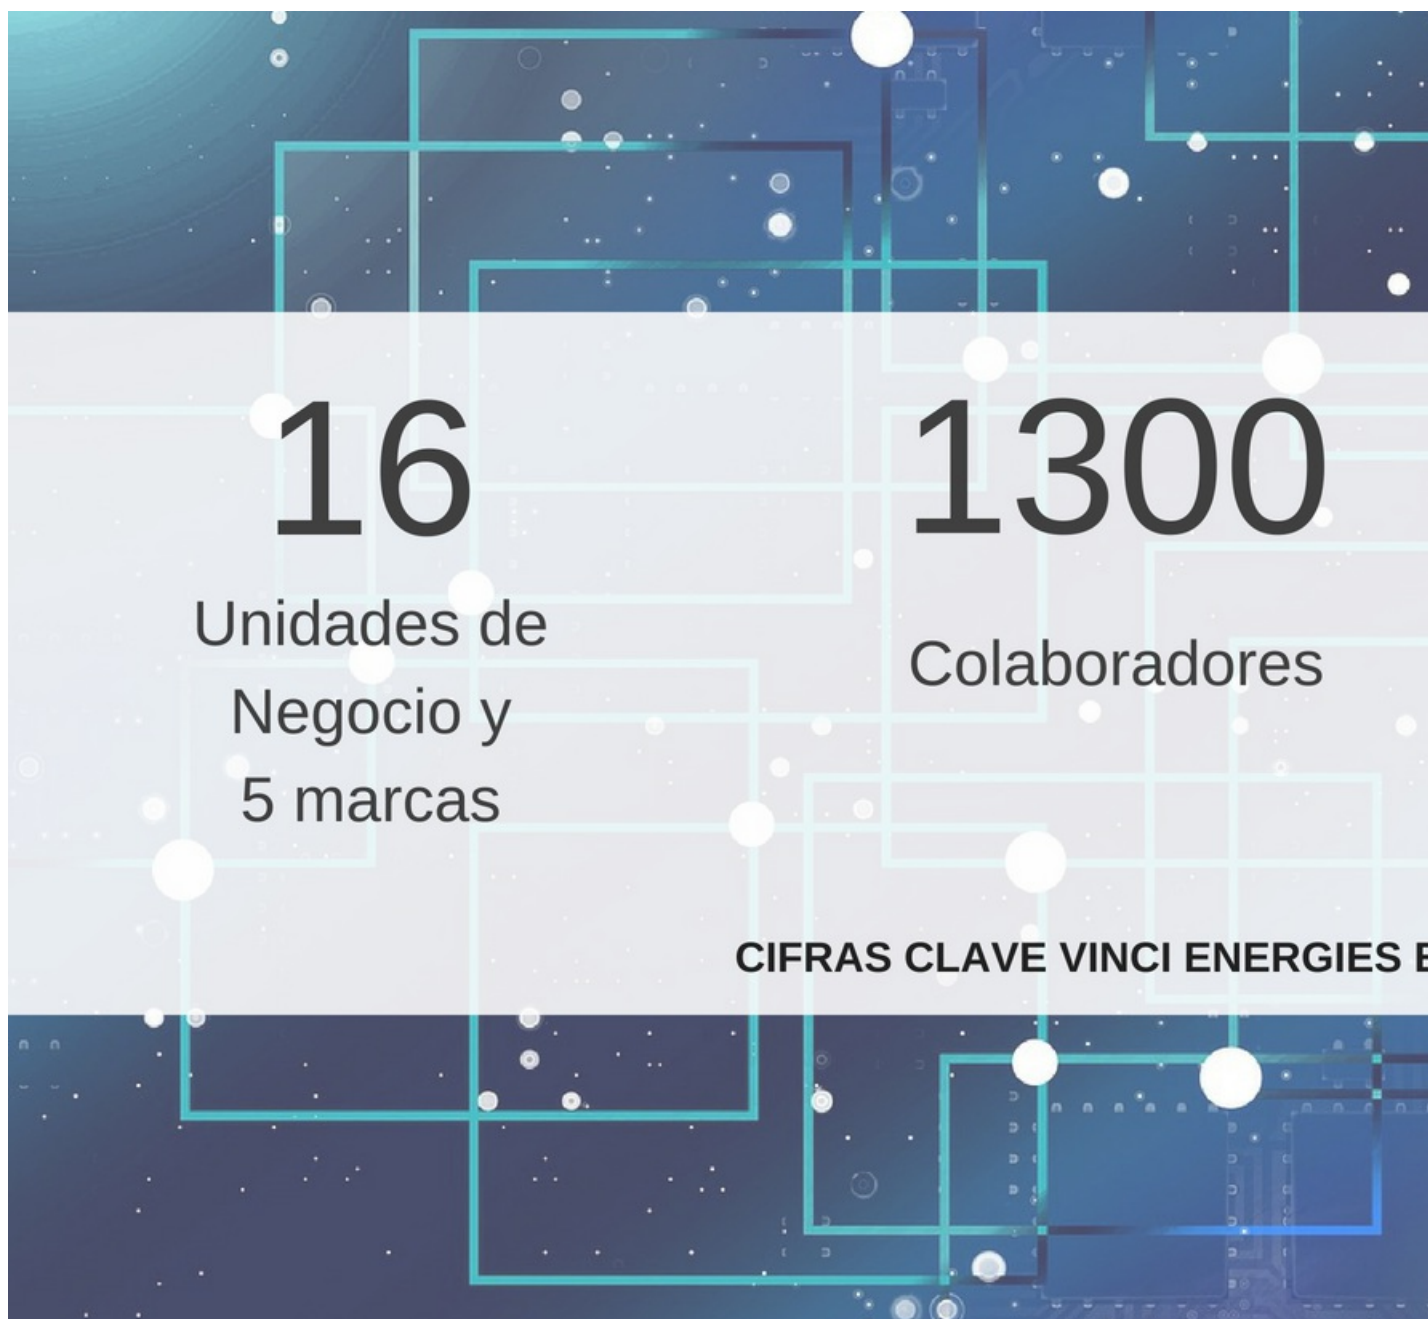 16
Unidades de
Negocio y
5 marcas
1300
Colaboradores
CIFRAS CLAVE VINCI ENERGIES